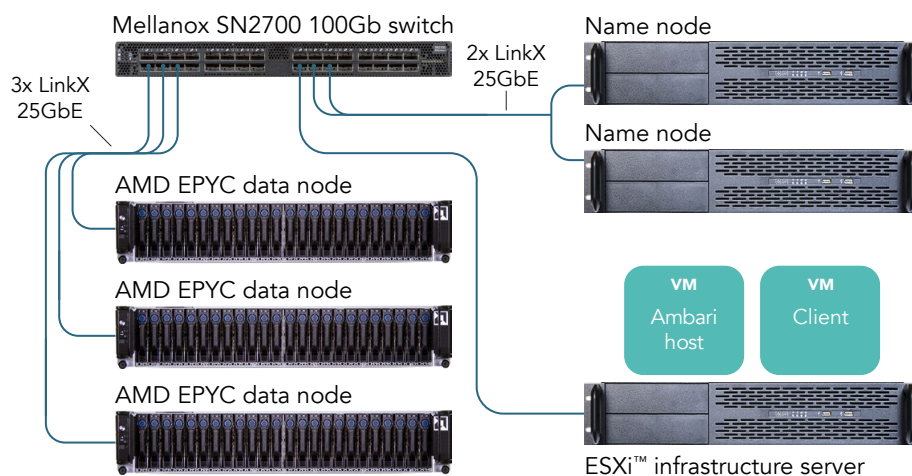 Mellanox SN2700 100Gb switch
3x LinkX
25GbE
2x LinkX
25GbE
Name node
Name node
AMD EPYC data node
AMD EPYC data node
AMD EPYC data node
VM
Ambari
host
VM
Client
ESXi™ infrastructure server